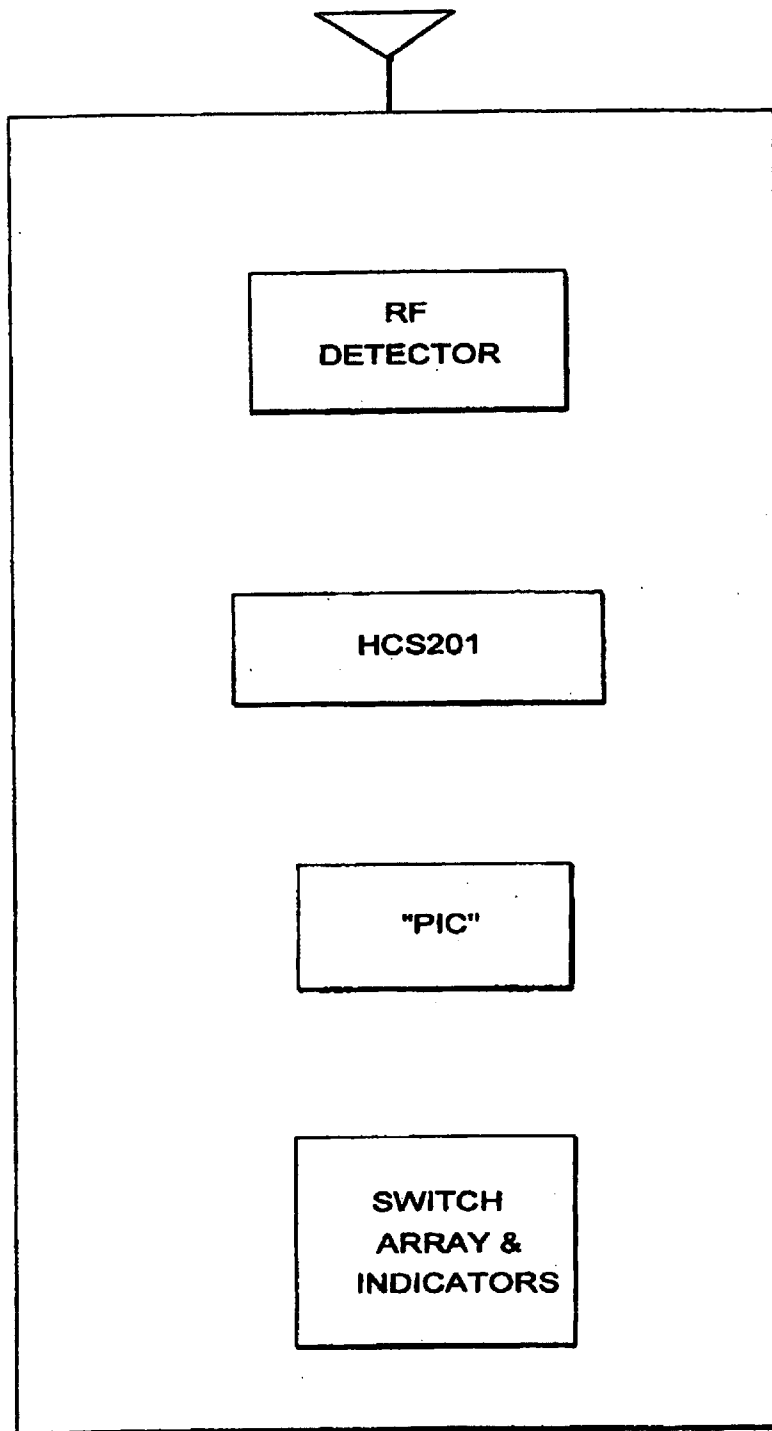 RF
DETECTOR
HCS201
"PIC"
SWITCH
ARRAY &
INDICATORS